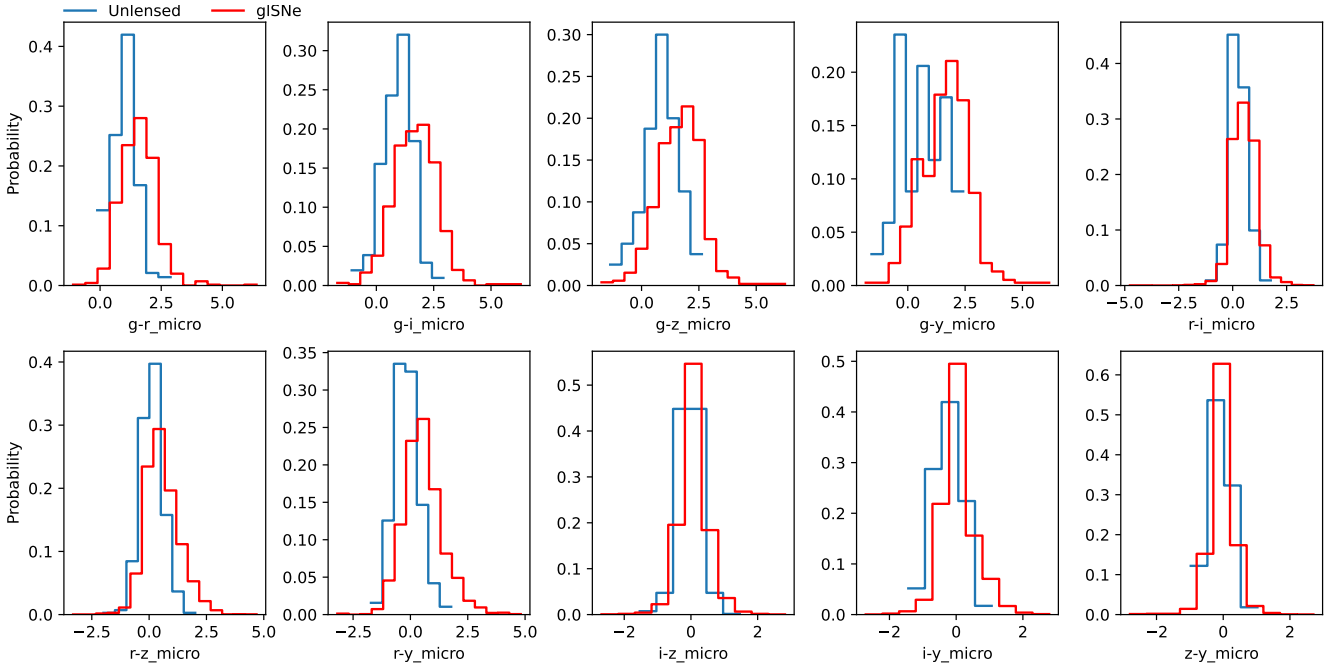 Unlensed glSNe
Probability
0.4
0.3
0.2
0.1
0.0
0.0 2.5 5.0
g-r_micro
0.30
0.25
0.20
0.15
0.10
0.05
0.00
0.0 2.5 5.0
g-i_micro
0.30
0.25
0.20
0.15
0.10
0.05
0.00
0.0 2.5 5.0
g-z_micro
0.20
0.15
0.10
0.05
0.00
0.0 2.5 5.0
g-y_micro
0.4
0.3
0.2
0.1
0.0
−5.0 −2.5 0.0 2.5
r-i_micro
Probability
0.4
0.3
0.2
0.1
0.0
−2.5 0.0 2.5 5.0
r-z_micro
0.35
0.30
0.25
0.20
0.15
0.10
0.05
0.00
−2.5 0.0 2.5 5.0
r-y_micro
0.5
0.4
0.3
0.2
0.1
0.0
−2 0 2
i-z_micro
0.5
0.4
0.3
0.2
0.1
0.0
−2 0 2
i-y_micro
0.6
0.5
0.4
0.3
0.2
0.1
0.0
−2 0 2
z-y_micro